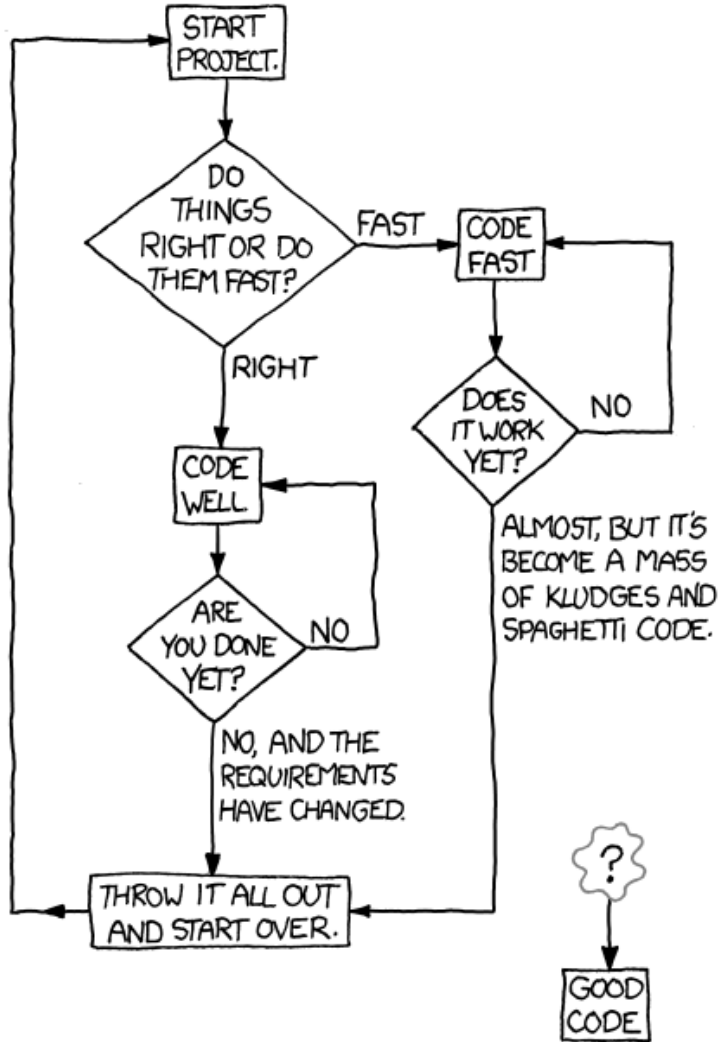 START
PROJECT.
DO
THINGS
RIGHT OR DO
THEM FAST?
FAST
CODE
FAST
RIGHT
DOES
IT WORK
YET?
NO
CODE
WELL
ALMOST, BUT IT'S
BECOME A MASS
OF KLUDGES AND
SPAGHETTI CODE.
ARE
YOU DONE
YET?
NO
NO, AND THE
REQUIREMENTS
HAVE CHANGED.
THROW IT ALL OUT
AND START OVER.
?
GOOD
CODE